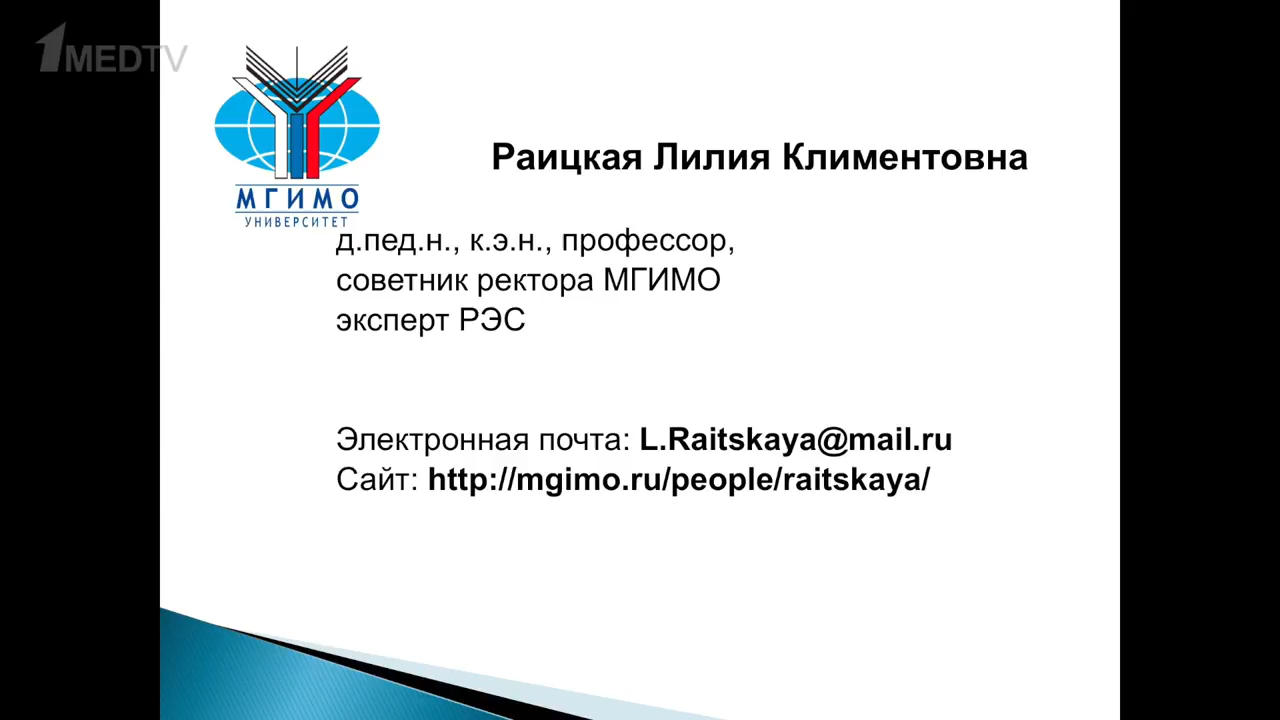 1MEDTV
МГИМО
УНИВЕРСИТЕТ
Раицкая Лилия Климентовна
д.пед.н., к.э.н., профессор,
советник ректора МГИМО
эксперт РЭС
Электронная почта: L.Raitskaya@mail.ru
Сайт: http://mgimo.ru/people/raitskaya/